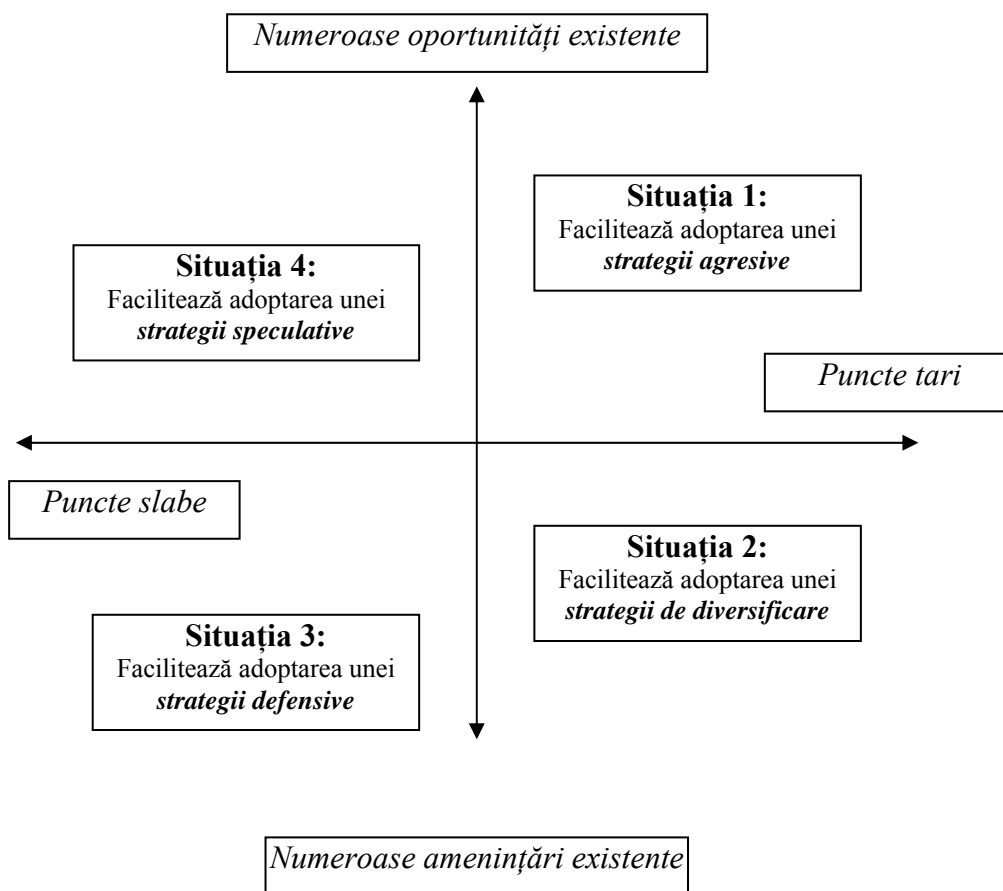 Numeroase oportunități existente
Situația 1:
Facilitează adoptarea unei
strategii agresive
Situația 4:
Facilitează adoptarea unei
strategii speculative
Puncte tari
Puncte slabe
Situația 2:
Facilitează adoptarea unei
strategii de diversificare
Situația 3:
Facilitează adoptarea unei
strategii defensive
Numeroase amenințări existente